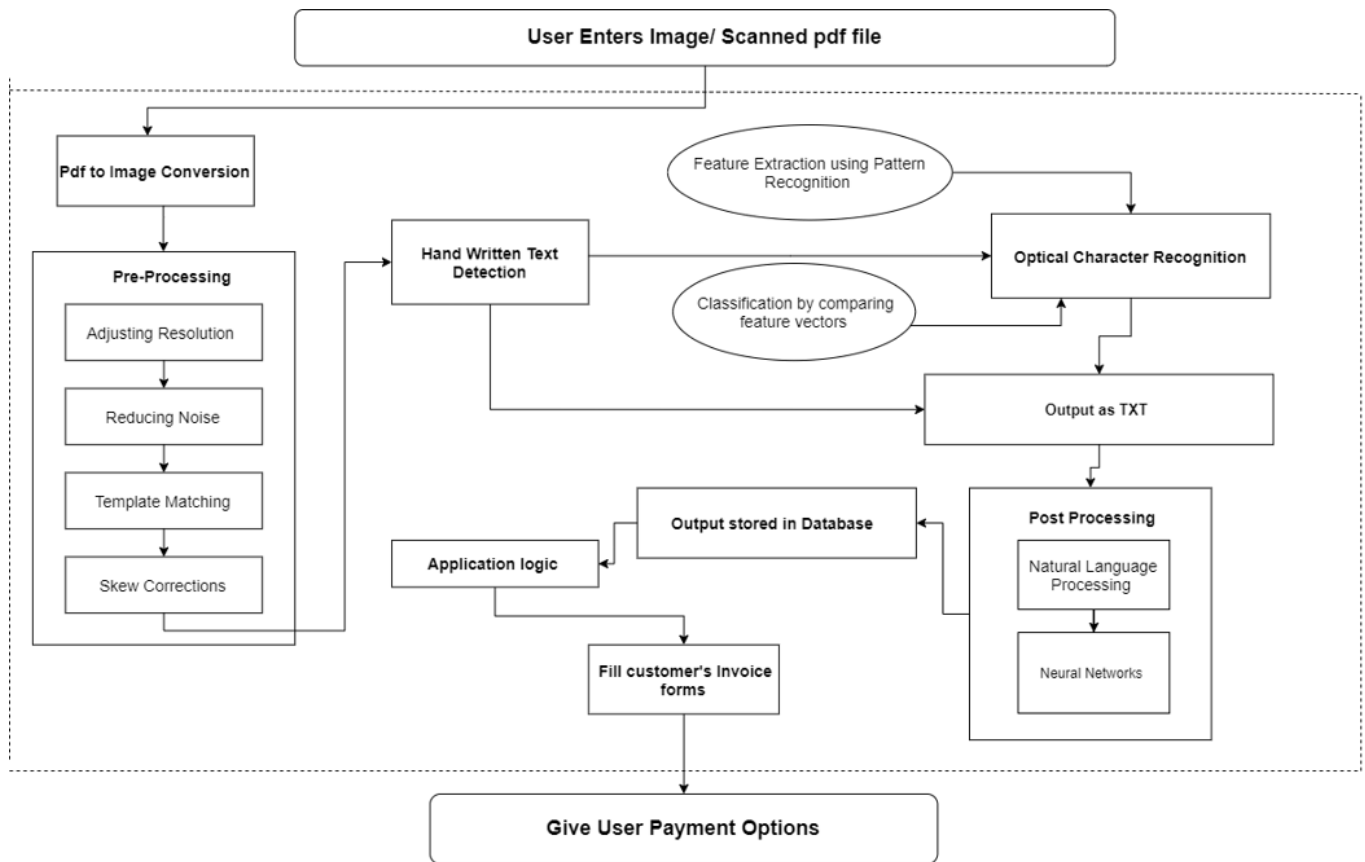 User Enters Image/ Scanned pdf file
Pdf to Image Conversion
Pre-Processing
Adjusting Resolution
Reducing Noise
Template Matching
Skew Corrections
Hand Written Text
Detection
Feature Extraction using Pattern
Recognition
Optical Character Recognition
Classification by comparing
feature vectors
Output as TXT
Post Processing
Natural Language
Processing
Neural Networks
Output stored in Database
Application logic
Fill customer's Invoice
forms
Give User Payment Options